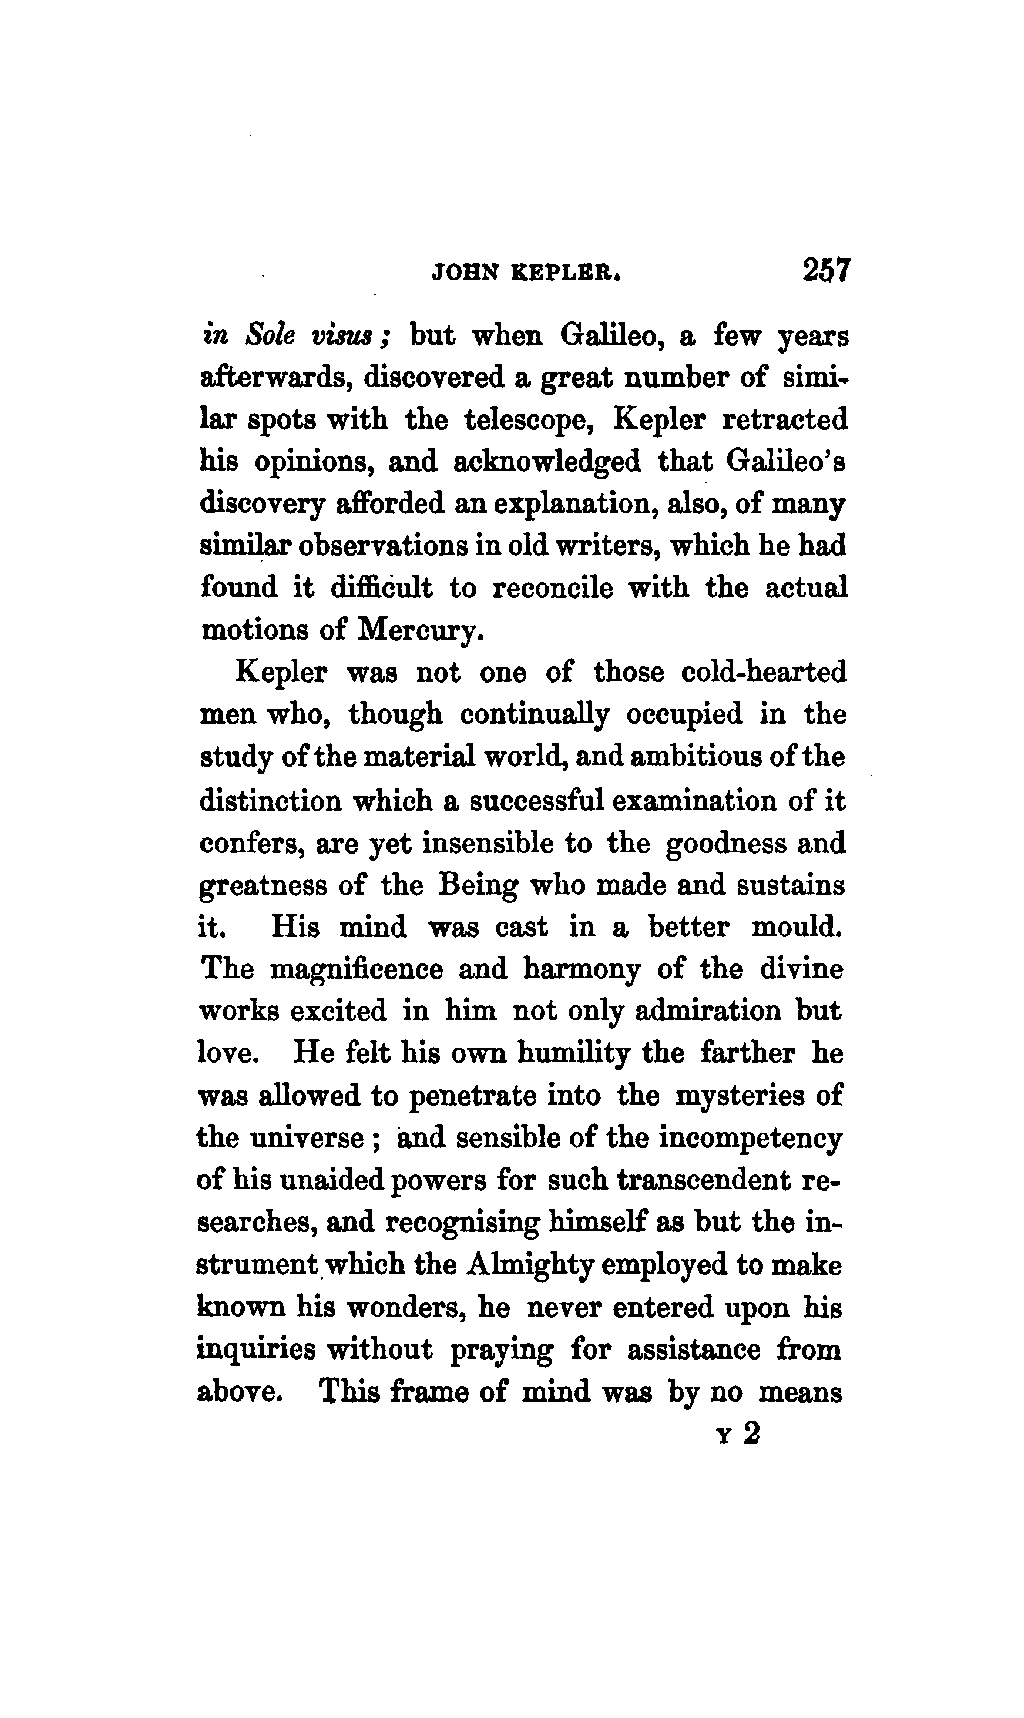 JOHN KEPLER. 257
in Sole visus; but when Galileo, a few years
afterwards, discovered a great number of simi-
lar spots with the telescope, Kepler retracted
his opinions, and acknowledged that Galileo's
discovery afforded an explanation, also, of many
similar observations in old writers, which he had
found it difficult to reconcile with the actual
motions of Mercury.
Kepler was not one of those cold-hearted
men who, though continually occupied in the
study of the material world, and ambitious of the
distinction which a successful examination of it
confers, are yet insensible to the goodness and
greatness of the Being who made and sustains
it. His mind was cast in a better mould.
The magnificence and harmony of the divine
works excited in him not only admiration but
love. He felt his own humility the farther he
was allowed to penetrate into the mysteries of
the universe; and sensible of the incompetency
of his unaided powers for such transcendent re-
searches, and recognising himself as but the in-
strument which the Almighty employed to make
known his wonders, he never entered upon his
inquiries without praying for assistance from
above. This frame of mind was by no means
Y 2